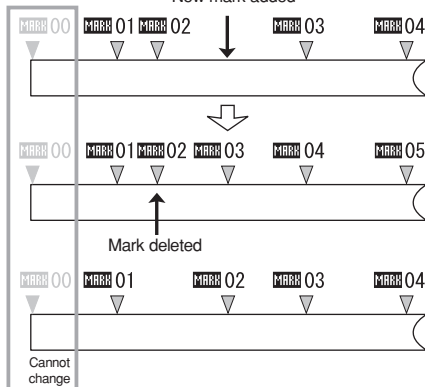 New mark added
MARK 00 MARK 01 MARK 02 MARK 03 MARK 04
MARK 00 MARK 01 MARK 02 MARK 03 MARK 04 MARK 05
Mark deleted
MARK 00 MARK 01 MARK 02 MARK 03 MARK 04
Cannot
change